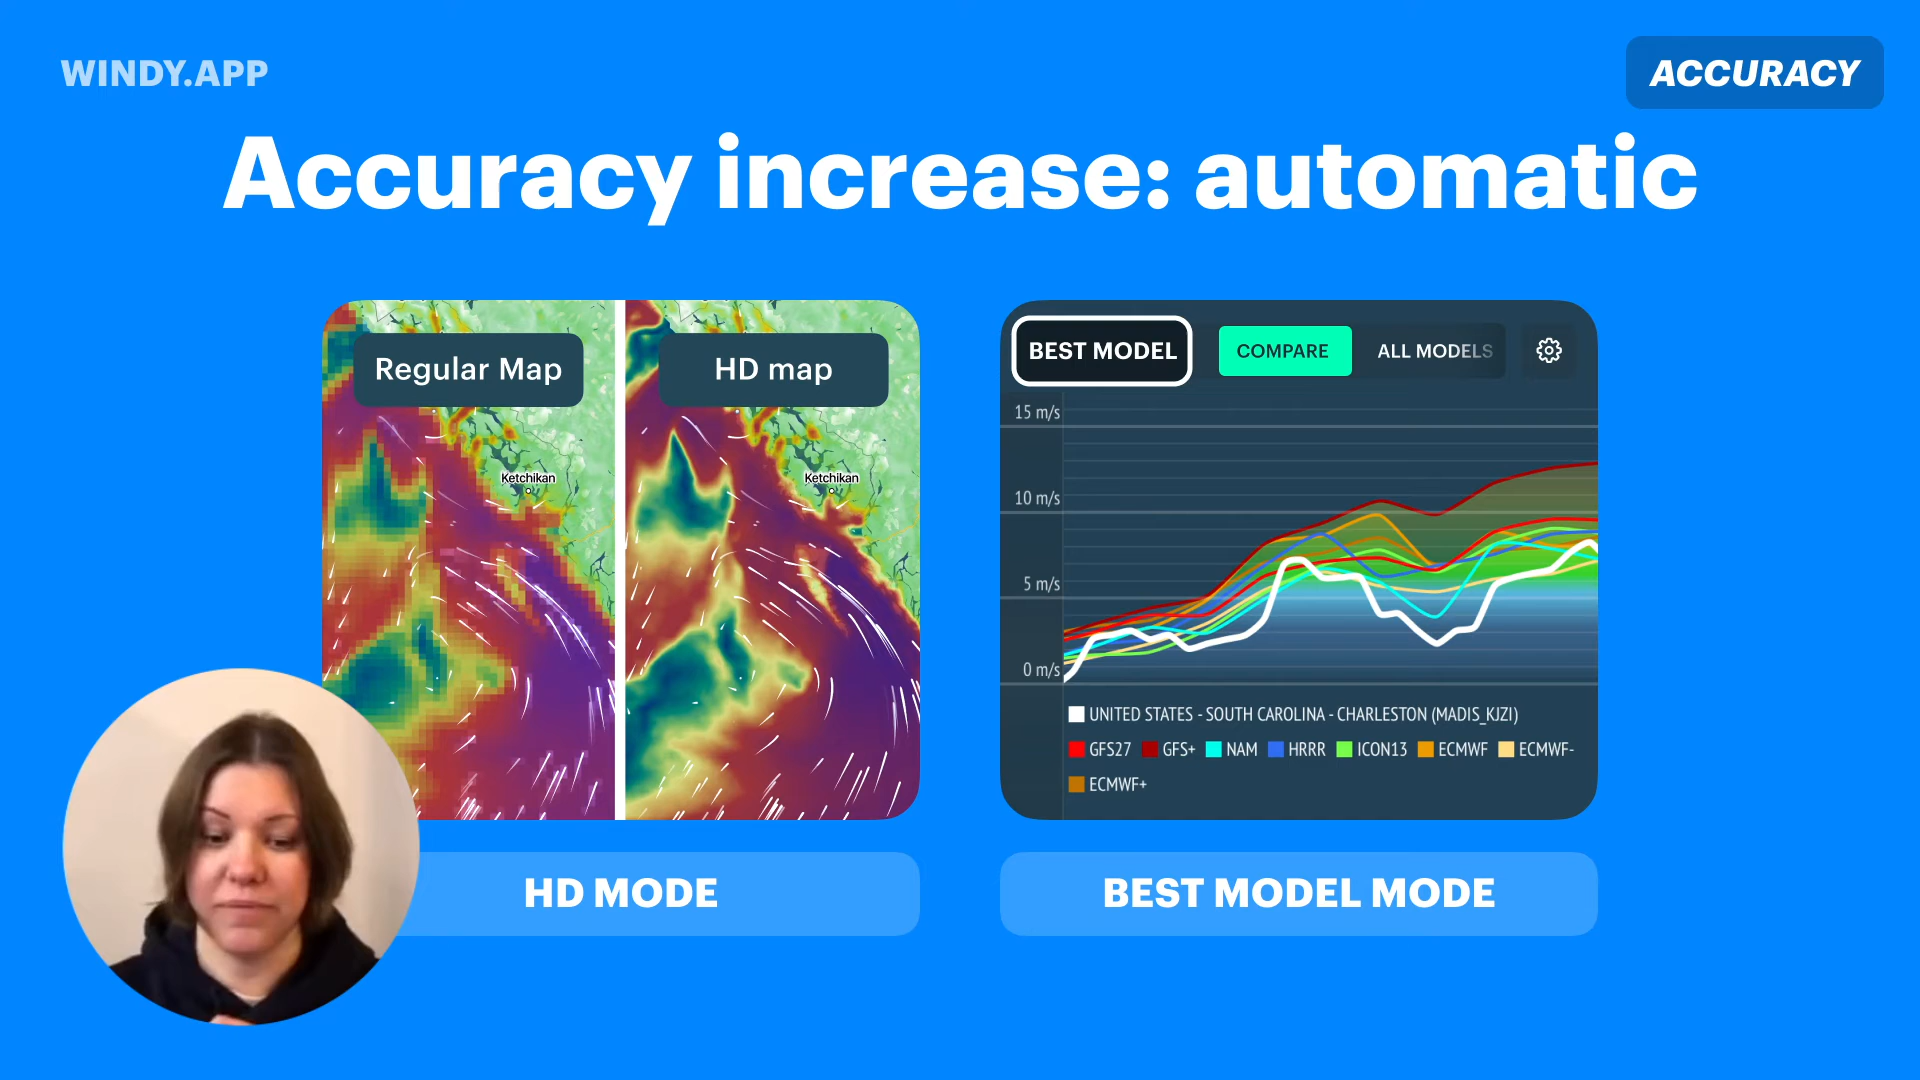 WINDY.APP
ACCURACY
Accuracy increase: automatic
Regular Map
HD map
Ketchikan
Ketchikan
HD MODE
BEST MODEL
COMPARE
ALL MODELS
15 m/s
10 m/s
5 m/s
0 m/s
UNITED STATES - SOUTH CAROLINA - CHARLESTON (MADIS_KJZI)
GFS27 GFS+ NAM HRRR ICON13 ECMWF ECMWF-
ECMWF+
BEST MODEL MODE